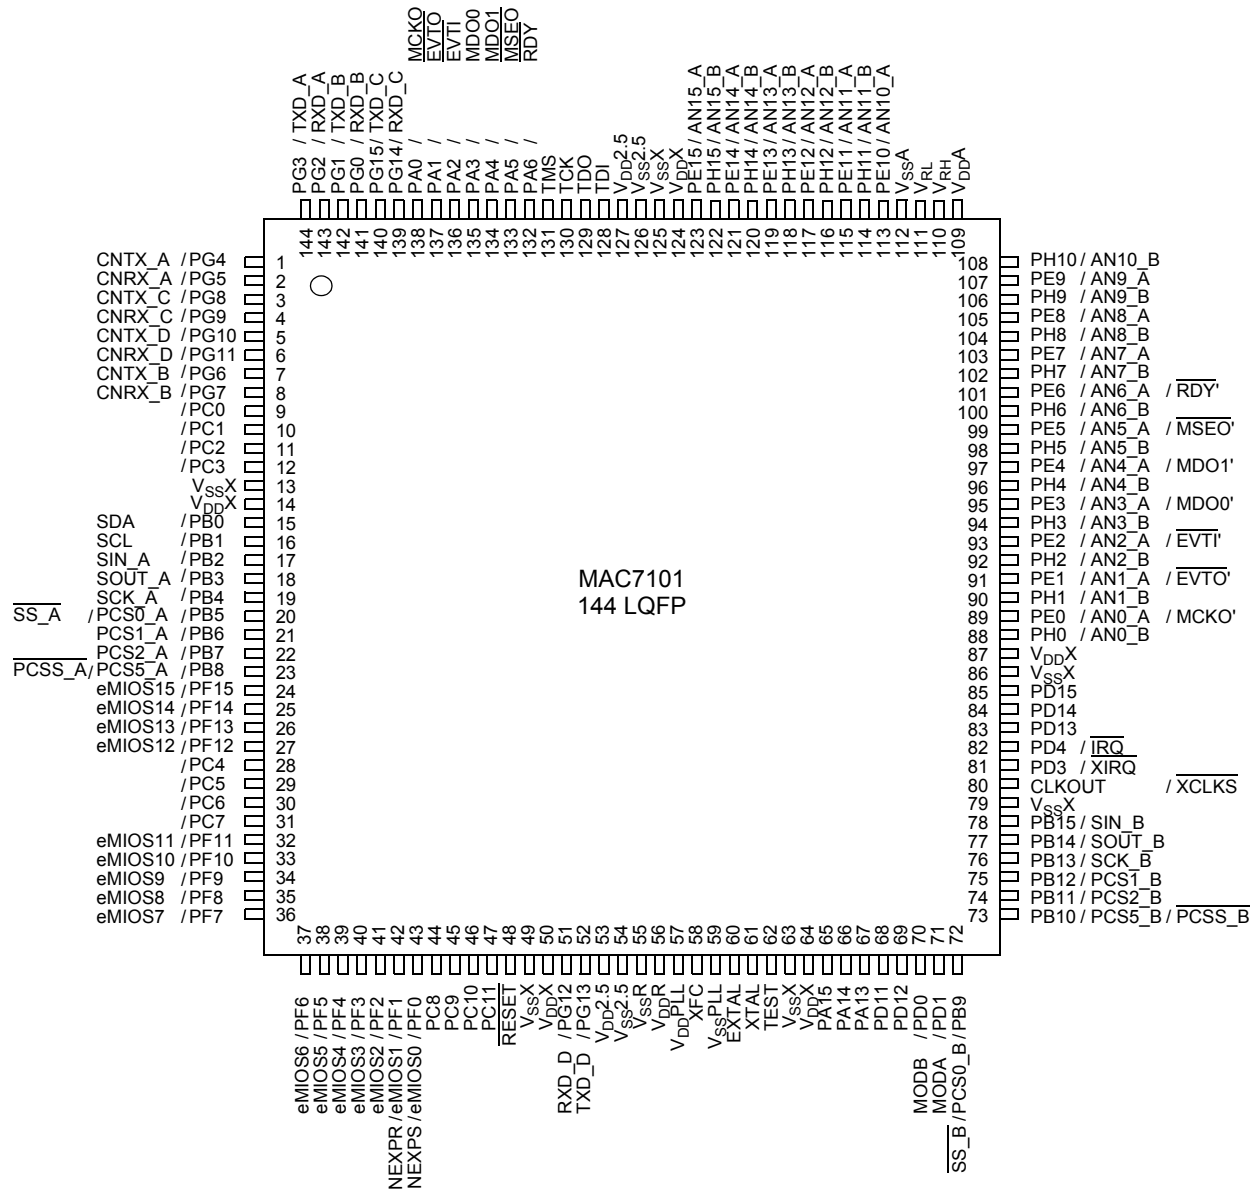 MCKO
EVTO
EVTI
MDO0
MDO1
MSEO
RDY
PG3 / TXD_A
PG2 / RXD_A
PG1 / TXD_B
PG0 / RXD_B
PG15/ TXD_C
PG14/ RXD_C
PA0 /
PA1 /
PA2 /
PA3 /
PA4 /
PA5 /
PA6 /
TMS
TCK
TDO
TDI
VDD2.5
VSS2.5
VSSX
VDDX
PE15 / AN15_A
PH15 / AN15_B
PE14 / AN14_A
PH14 / AN14_B
PE13 / AN13_A
PH13 / AN13_B
PE12 / AN12_A
PH12 / AN12_B
PE11 / AN11_A
PH11 / AN11_B
PE10 / AN10_A
VSSA
VRL
VRH
VDDA
144 143 142 141 140 139 138 137 136 135 134 133 132 131 130 129 128 127 126 125 124 123 122 121 120 119 118 117 116 115 114 113 112 111 110 109
CNTX_A / PG4 1
CNRX_A / PG5 2
CNTX_C / PG8 3
CNRX_C / PG9 4
CNTX_D / PG10 5
CNRX_D / PG11 6
CNTX_B / PG6 7
CNRX_B / PG7 8
/ PC0 9
/ PC1 10
/ PC2 11
/ PC3 12
VSSX 13
VDDX 14
SDA / PB0 15
SCL / PB1 16
SIN_A / PB2 17
SOUT_A / PB3 18
SCK_A / PB4 19
SS_A / PCS0_A / PB5 20
PCS1_A / PB6 21
PCS2_A / PB7 22
PCSS_A / PCS5_A / PB8 23
eMIOS15 / PF15 24
eMIOS14 / PF14 25
eMIOS13 / PF13 26
eMIOS12 / PF12 27
/ PC4 28
/ PC5 29
/ PC6 30
/ PC7 31
eMIOS11 / PF11 32
eMIOS10 / PF10 33
eMIOS9 / PF9 34
eMIOS8 / PF8 35
eMIOS7 / PF7 36
MAC7101
144 LQFP
108 PH10 / AN10_B
107 PE9 / AN9_A
106 PH9 / AN9_B
105 PE8 / AN8_A
104 PH8 / AN8_B
103 PE7 / AN7_A
102 PH7 / AN7_B
101 PE6 / AN6_A / RDY'
100 PH6 / AN6_B
99 PE5 / AN5_A / MSEO'
98 PH5 / AN5_B
97 PE4 / AN4_A / MDO1'
96 PH4 / AN4_B
95 PE3 / AN3_A / MDO0'
94 PH3 / AN3_B
93 PE2 / AN2_A / EVTI'
92 PH2 / AN2_B
91 PE1 / AN1_A / EVTO'
90 PH1 / AN1_B
89 PE0 / AN0_A / MCKO'
88 PH0 / AN0_B
87 VDDX
86 VSSX
85 PD15
84 PD14
83 PD13
82 PD4 / IRQ
81 PD3 / XIRQ
80 CLKOUT / XCLKS
79 VSSX
78 PB15 / SIN_B
77 PB14 / SOUT_B
76 PB13 / SCK_B
75 PB12 / PCS1_B
74 PB11 / PCS2_B
73 PB10 / PCS5_B / PCSS_B
37 38 39 40 41 42 43 44 45 46 47 48 49 50 51 52 53 54 55 56 57 58 59 60 61 62 63 64 65 66 67 68 69 70 71 72
eMIOS6 / PF6
eMIOS5 / PF5
eMIOS4 / PF4
eMIOS3 / PF3
eMIOS2 / PF2
NEXPR / eMIOS1 / PF1
NEXPS / eMIOS0 / PF0
PC8
PC9
PC10
PC11
RESET
VSSX
VDDX
RXD_D / PG12
TXD_D / PG13
VDD2.5
VSS2.5
VSSR
VDDR
VDDPLL
XFC
VSSPLL
EXTAL
XTAL
TEST
VSSX
VDDX
PA15
PA14
PA13
PD11
PD12
MODB / PD0
MODA / PD1
SS_B / PCS0_B / PB9